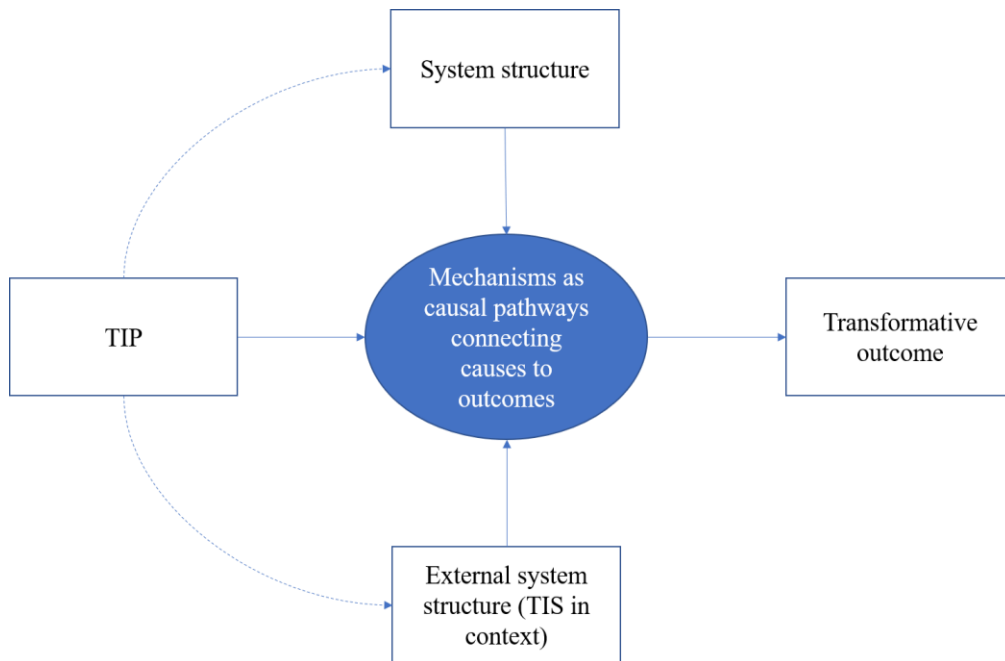 System structure
TIP
Mechanisms as
causal pathways
connecting
causes to
outcomes
Transformative
outcome
External system
structure (TIS in
context)